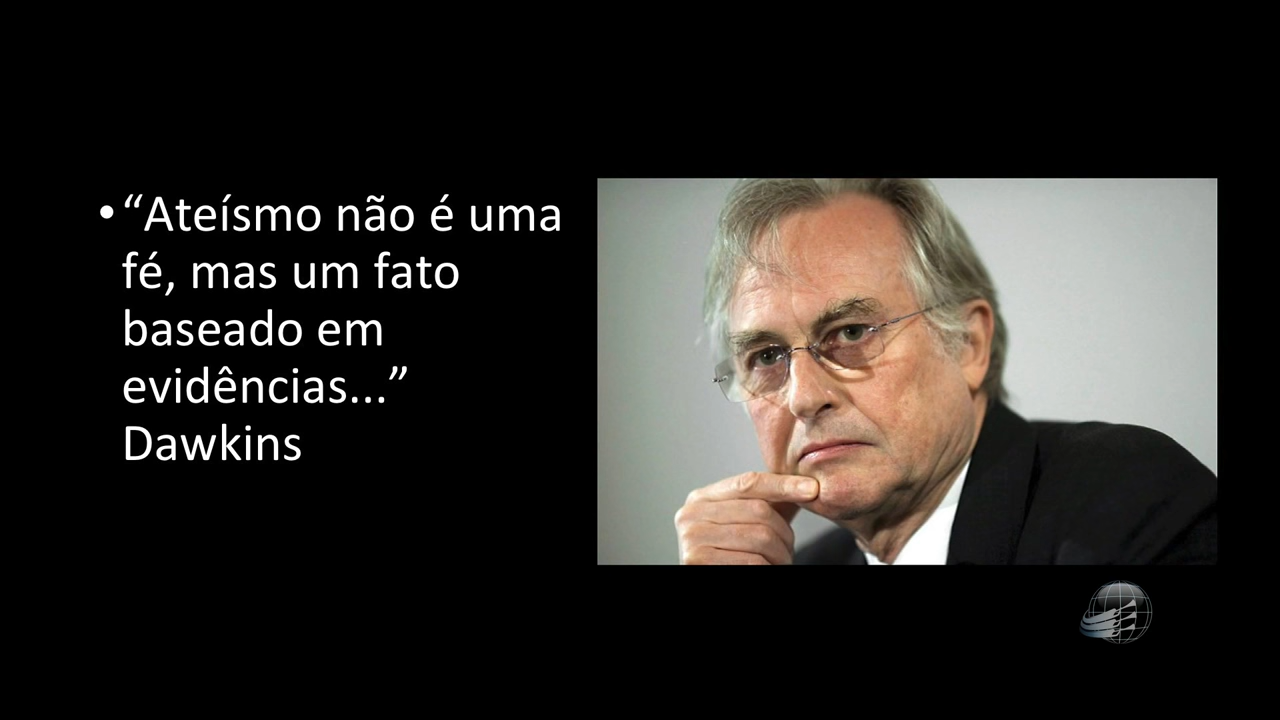 • “Ateísmo não é uma
fé, mas um fato
baseado em
evidências...”
Dawkins